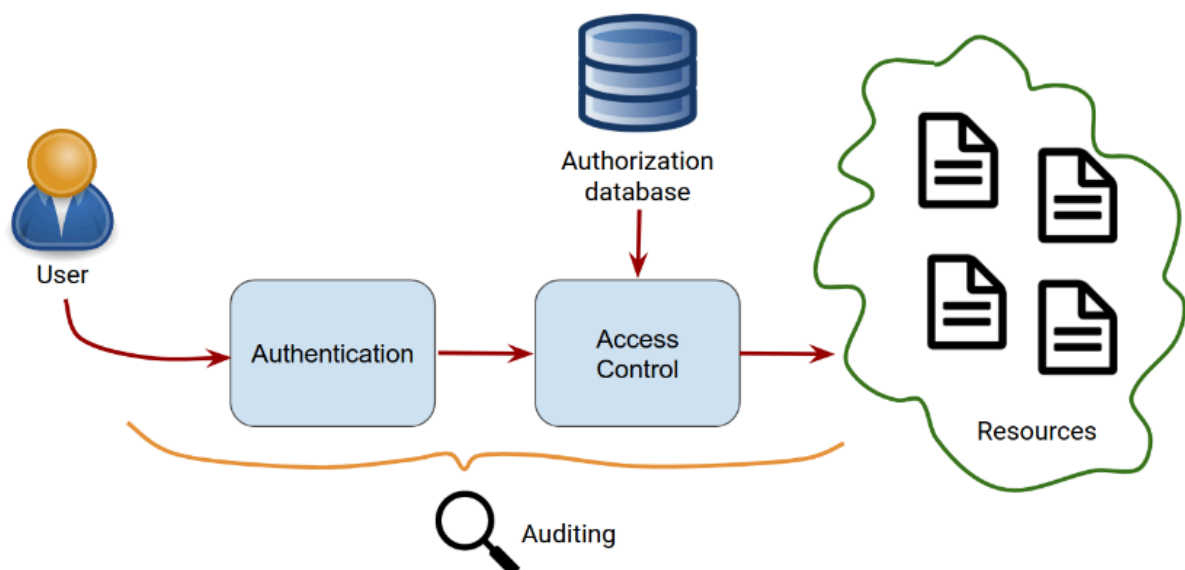 Authorization
database
User
Authentication
Access
Control
Resources
Auditing